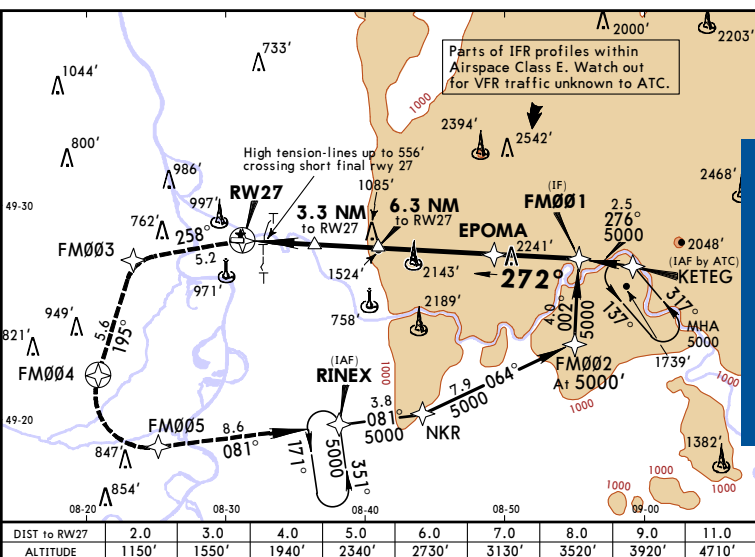 733'
2000'
2203'
1044'
Parts of IFR profiles within
Airspace Class E. Watch out
for VFR traffic unknown to ATC.
1000
1000
2394'
2542'
800'
High tension-lines up to 556'
crossing short final rwy 27
986'
1085'
2468'
49-30
997'
RW27
3.3 NM
to RW27
6.3 NM
to RW27
EPOMA
(IF)
FMØØ1
2.5
276°
5000
762'
258°
5.2
FMØØ3
2241'
2048'
(IAF by ATC)
KETEG
1524'
2143'
272°
971'
317°
137°
MHA
5000
949'
758'
2189'
4.0
002°
5000
821'
5.6
195°
1739'
FMØØ4
(IAF)
RINEX
1000
FMØØ2
At 5000'
1000
49-20
3.8
081°
5000
7.9
064°
5000
NKR
FMØØ5
8.6
081°
171°
5000
351°
847'
854'
1382'
1000
1000
1000
08-20
08-30
08-40
08-50
09-00
DIST to RW27 2.0 3.0 4.0 5.0 6.0 7.0 8.0 9.0 11.0
ALTITUDE 1150' 1550' 1940' 2340' 2730' 3130' 3520' 3920' 4710'